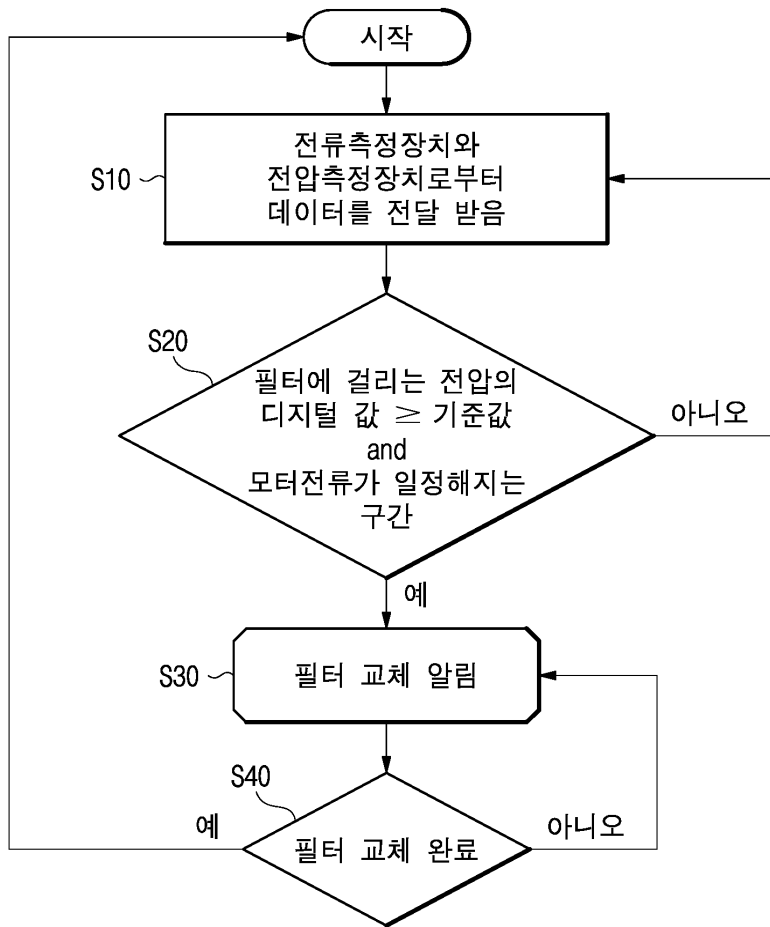 시작
S10
전류측정장치와
전압측정장치로부터
데이터를 전달 받음
S20
필터에 걸리는 전압의
디지털 값 ≥ 기준값
and
모터전류가 일정해지는
구간
아니오
예
S30
필터 교체 알림
S40
예
필터 교체 완료
아니오